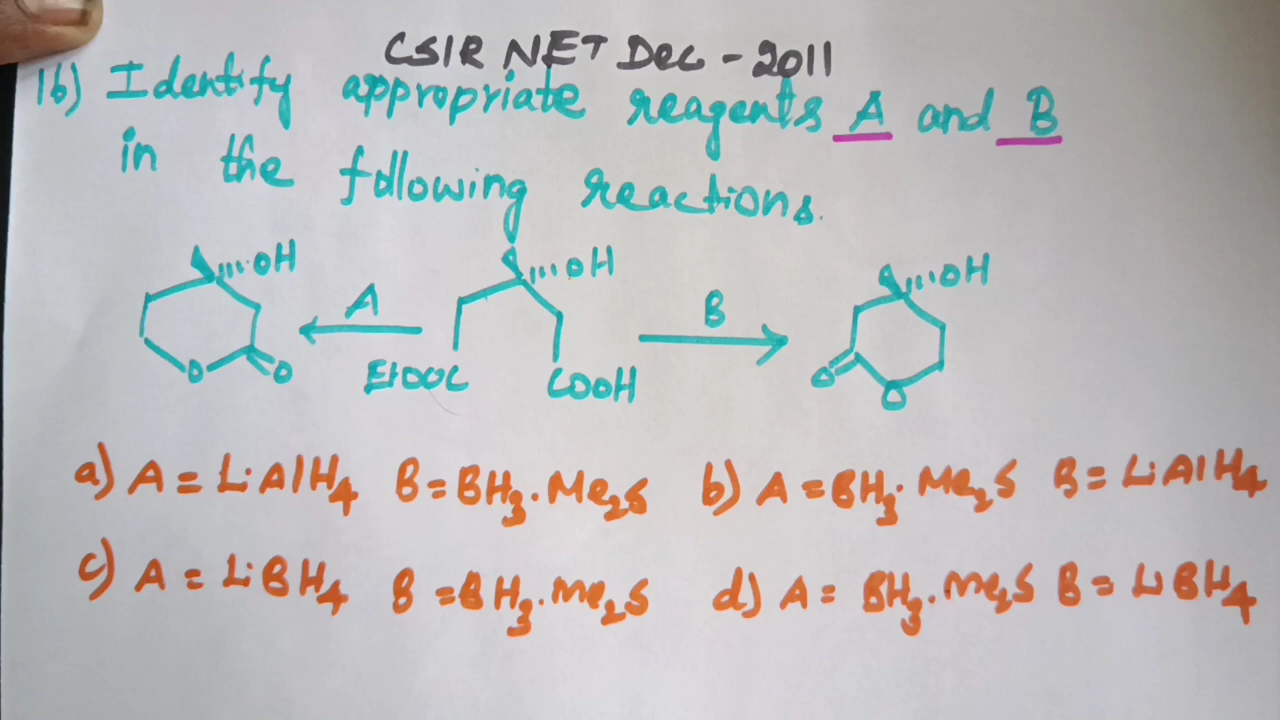 CSIR NET Dec - 2011
16) Identify appropriate reagents A and B
in the following reactions.
OH OH OH
A B
O O EtOOC COOH O O
a) A = LiAlH4 B = BH3. Me2S b) A = BH3. Me2S B = LiAlH4
c) A = LiBH4 B = BH3. Me2S d) A = BH3. Me2S B = LiBH4